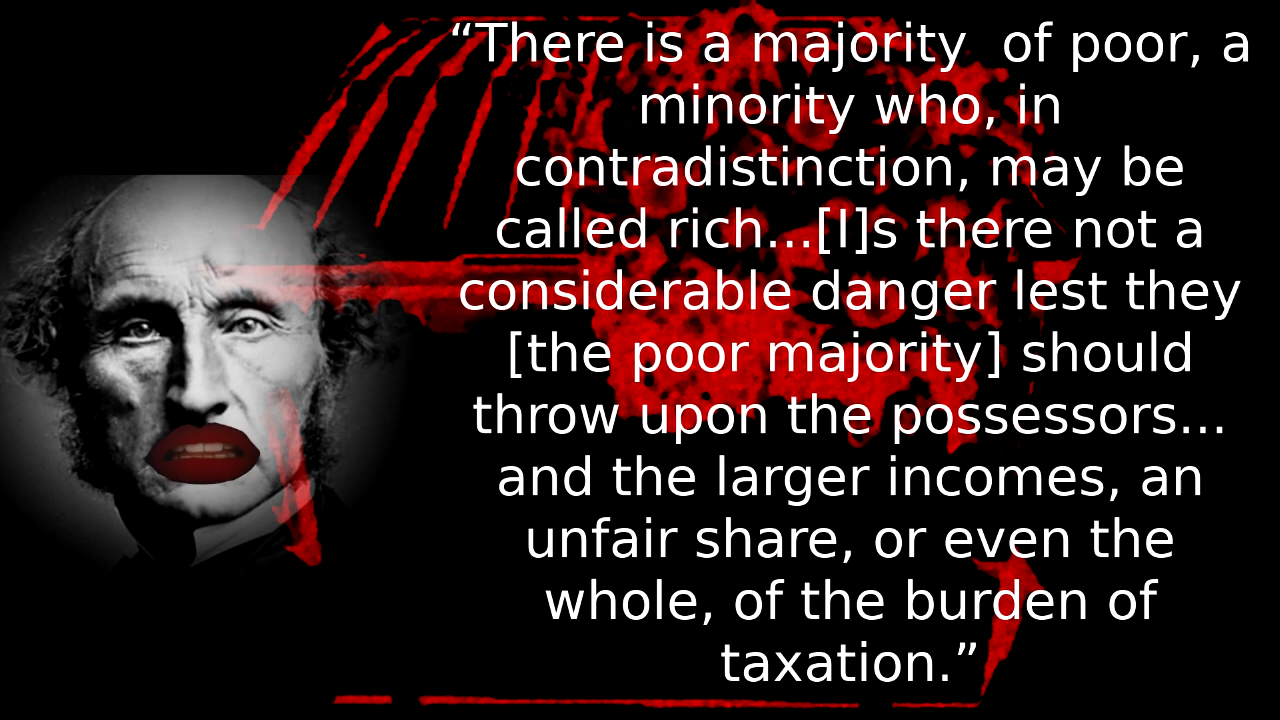 “There is a majority  of poor, a
minority who, in
contradistinction, may be
called rich...[I]s there not a
considerable danger lest they
[the poor majority] should
throw upon the possessors...
and the larger incomes, an
unfair share, or even the
whole, of the burden of
taxation.”